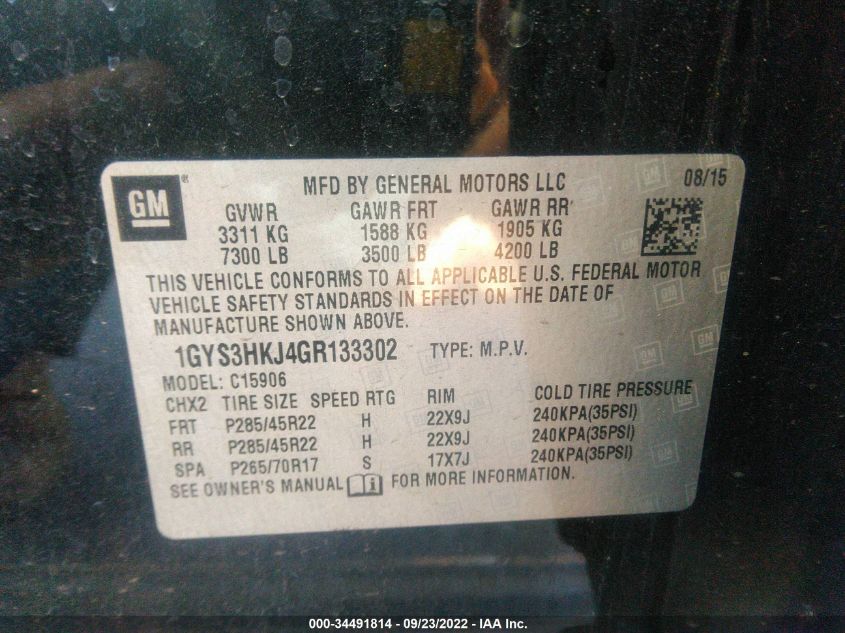 GM ® MFD BY GENERAL MOTORS LLC 08/15
GVWR GAWR FRT GAWR RR
3311 KG 1588 KG 1905 KG
7300 LB 3500 LB 4200 LB
THIS VEHICLE CONFORMS TO ALL APPLICABLE U.S. FEDERAL MOTOR
VEHICLE SAFETY STANDARDS IN EFFECT ON THE DATE OF
MANUFACTURE SHOWN ABOVE.
1GYS3HKJ4GR133302 TYPE: M.P.V.
MODEL: C15906
CHX2 TIRE SIZE SPEED RTG RIM COLD TIRE PRESSURE
FRT P285/45R22 H 22X9J 240KPA(35PSI)
RR P285/45R22 H 22X9J 240KPA(35PSI)
SPA P265/70R17 S 17X7J 240KPA(35PSI)
SEE OWNER'S MANUAL FOR MORE INFORMATION.
000-34491814 - 09/23/2022 - IAA Inc.